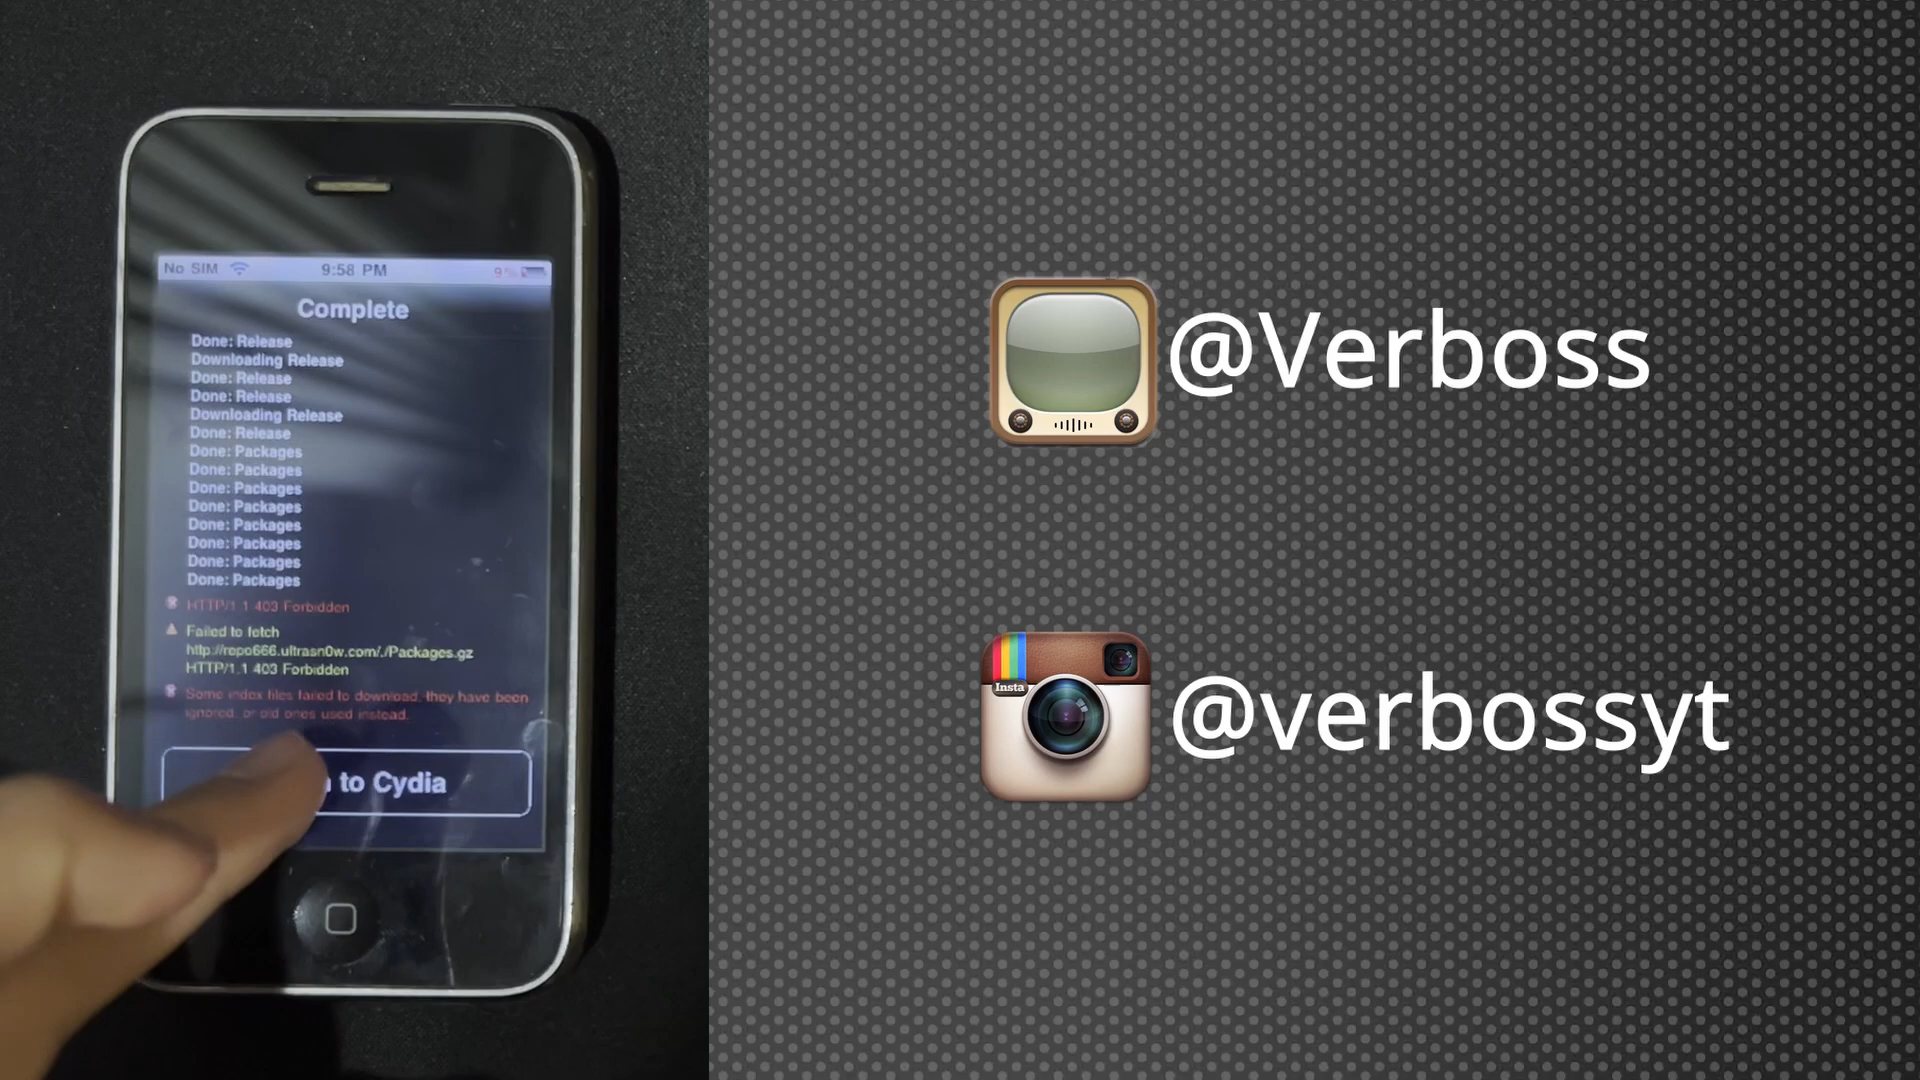 No SIM
9:58 PM
9%
Complete
Done: Release
Downloading Release
Done: Release
Done: Release
Downloading Release
Done: Release
Done: Packages
Done: Packages
Done: Packages
Done: Packages
Done: Packages
Done: Packages
Done: Packages
Done: Packages
HTTP/1.1 403 Forbidden
Failed to fetch
http://repo666.ultrasn0w.com/./Packages.gz
HTTP/1.1 403 Forbidden
Some index files failed to download, they have been
ignored, or old ones used instead.
to Cydia
@Verboss
Insta
@verbossyt